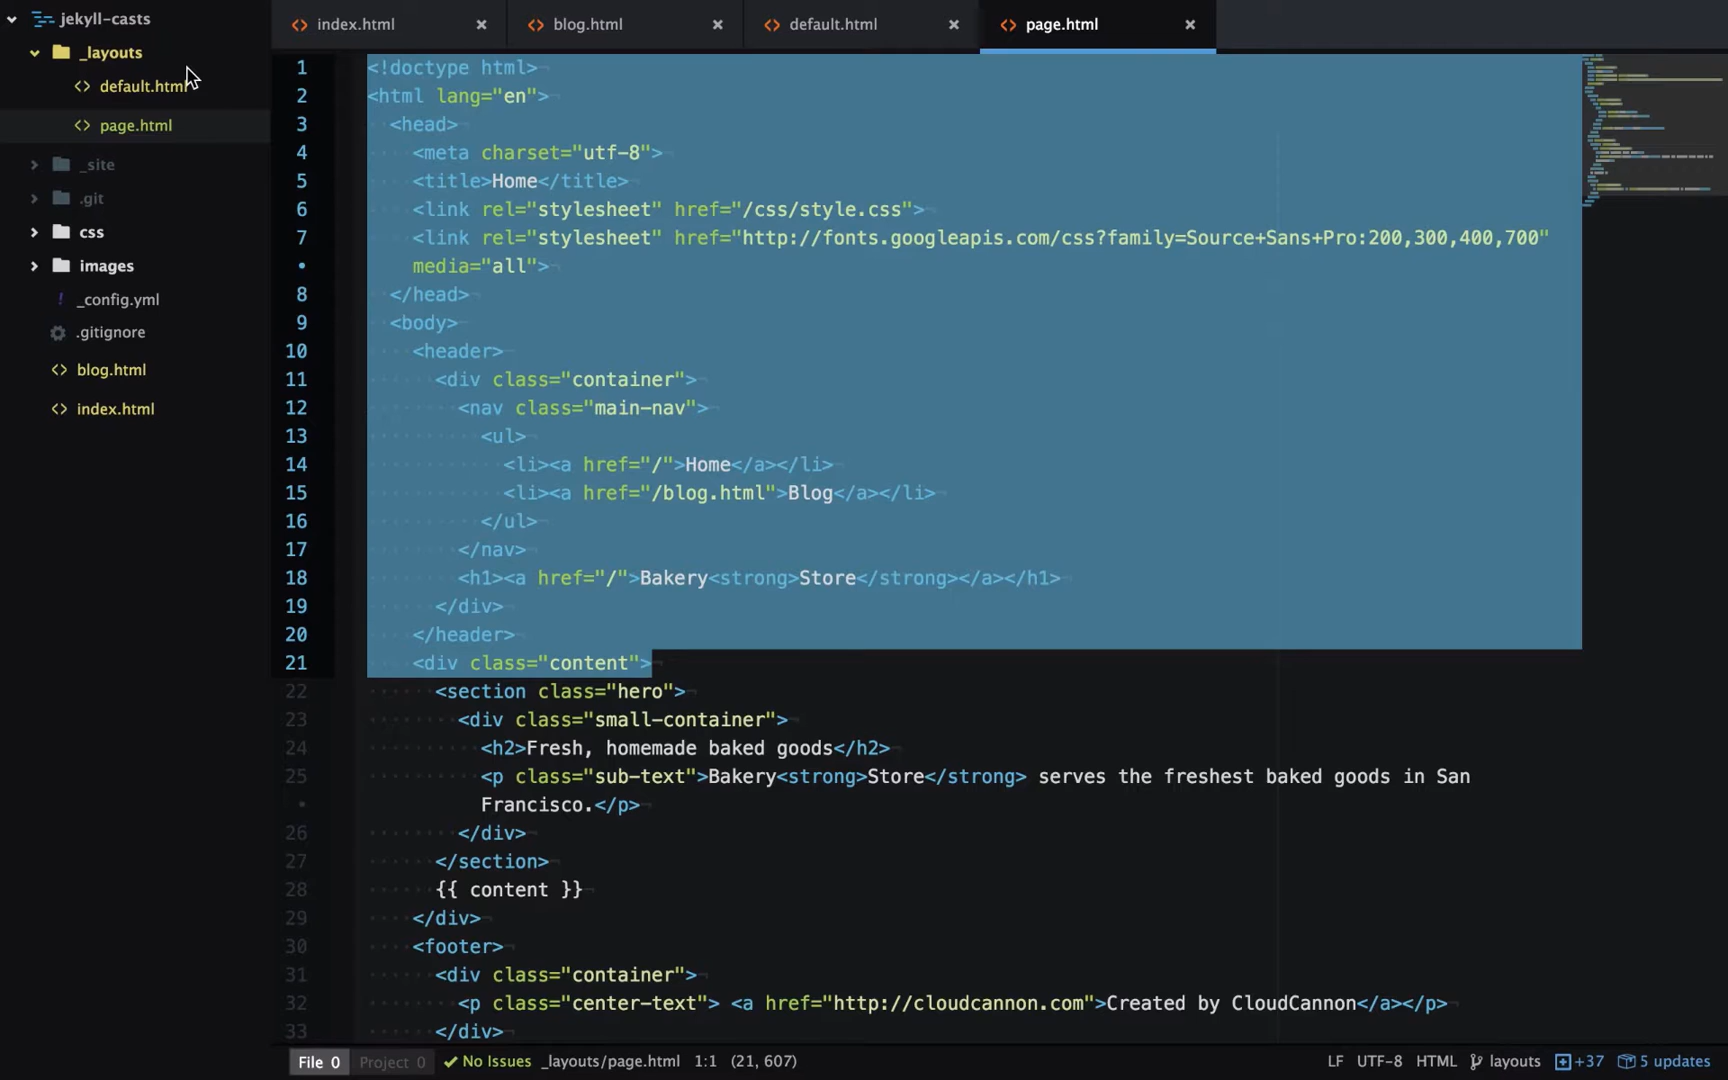 jekyll-casts
_layouts
default.html
page.html
_site
.git
css
images
_config.yml
.gitignore
blog.html
index.html
index.html
blog.html
default.html
page.html
1 <!doctype html>
2 <html lang="en">
3 <head>
4 <meta charset="utf-8">
5 <title>Home</title>
6 <link rel="stylesheet" href="/css/style.css">
7 <link rel="stylesheet" href="http://fonts.googleapis.com/css?family=Source+Sans+Pro:200,300,400,700"
• media="all">
8 </head>
9 <body>
10 <header>
11 <div class="container">
12 <nav class="main-nav">
13 <ul>
14 <li><a href="/">Home</a></li>
15 <li><a href="/blog.html">Blog</a></li>
16 </ul>
17 </nav>
18 <h1><a href="/">Bakery<strong>Store</strong></a></h1>
19 </div>
20 </header>
21 <div class="content">
22 <section class="hero">
23 <div class="small-container">
24 <h2>Fresh, homemade baked goods</h2>
25 <p class="sub-text">Bakery<strong>Store</strong> serves the freshest baked goods in San
• Francisco.</p>
26 </div>
27 </section>
28 {{ content }}
29 </div>
30 <footer>
31 <div class="container">
32 <p class="center-text"> <a href="http://cloudcannon.com">Created by CloudCannon</a></p>
33 </div>
File 0 Project 0 No Issues _layouts/page.html 1:1 (21, 607) LF UTF-8 HTML layouts +37 5 updates